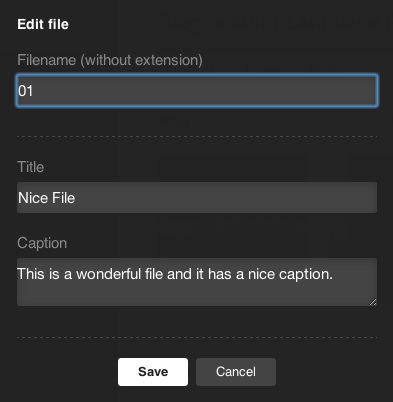 Edit file
Filename (without extension)
01
Title
Nice File
Caption
This is a wonderful file and it has a nice caption.
Save
Cancel